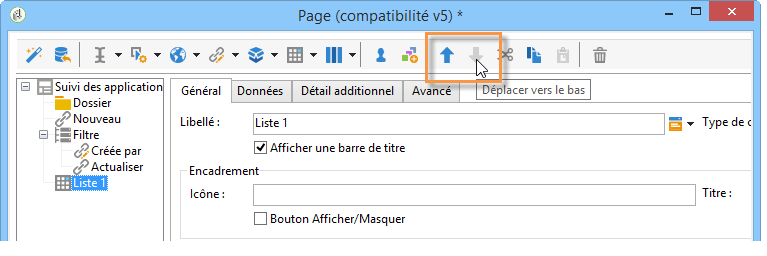 Page (compatibilité v5) *
Suivi des application
Dossier
Nouveau
Filtre
Créée par
Actualiser
Liste 1
Général
Données
Détail additionnel
Avancé
Déplacer vers le bas
Libellé :
Liste 1
Type de c
Afficher une barre de titre
Encadrement
Icône :
Titre :
Bouton Afficher/Masquer